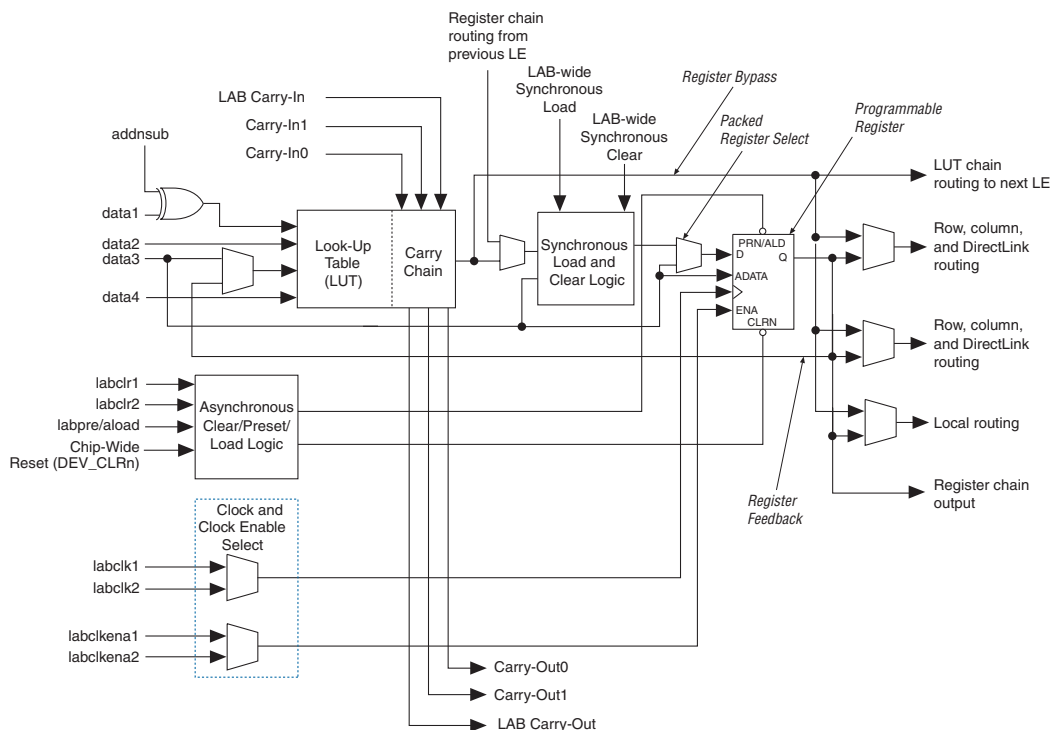 Register chain
routing from
previous LE
LAB-wide
Synchronous
Load
Register Bypass
LAB-wide
Synchronous
Clear
Packed
Register Select
Programmable
Register
LAB Carry-In
Carry-In1
Carry-In0
addnsub
data1
data2
data3
data4
Look-Up
Table
(LUT)
Carry
Chain
Synchronous
Load and
Clear Logic
PRN/ALD
D
Q
ADATA
ENA
CLRN
LUT chain
routing to next LE
Row, column,
and DirectLink
routing
Row, column,
and DirectLink
routing
Local routing
Register chain
output
Register
Feedback
labclr1
labclr2
labpre/aload
Chip-Wide
Reset (DEV_CLRn)
Asynchronous
Clear/Preset/
Load Logic
Clock and
Clock Enable
Select
labclk1
labclk2
labclkena1
labclkena2
Carry-Out0
Carry-Out1
LAB Carry-Out